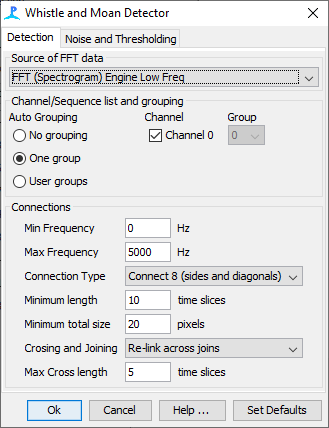 Whistle and Moan Detector
Detection Noise and Thresholding
Source of FFT data
FFT (Spectrogram) Engine Low Freq
Channel/Sequence list and grouping
Auto Grouping Channel Group
No grouping Channel 0 0
One group
User groups
Connections
Min Frequency 0 Hz
Max Frequency 5000 Hz
Connection Type Connect 8 (sides and diagonals)
Minimum length 10 time slices
Minimum total size 20 pixels
Crosing and Joining Re-link across joins
Max Cross length 5 time slices
Ok Cancel Help ... Set Defaults